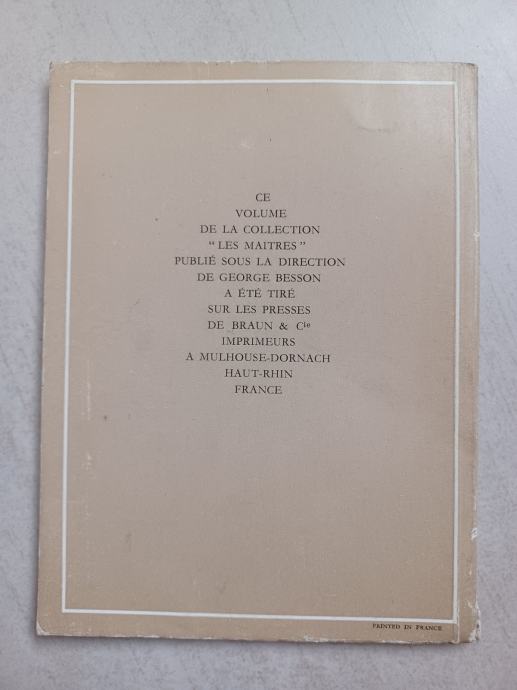 CE
VOLUME
DE LA COLLECTION
“ LES MAITRES ”
PUBLIÉ SOUS LA DIRECTION
DE GEORGE BESSON
A ÉTÉ TIRÉ
SUR LES PRESSES
DE BRAUN & Cie
IMPRIMEURS
A MULHOUSE-DORNACH
HAUT-RHIN
FRANCE
PRINTED IN FRANCE